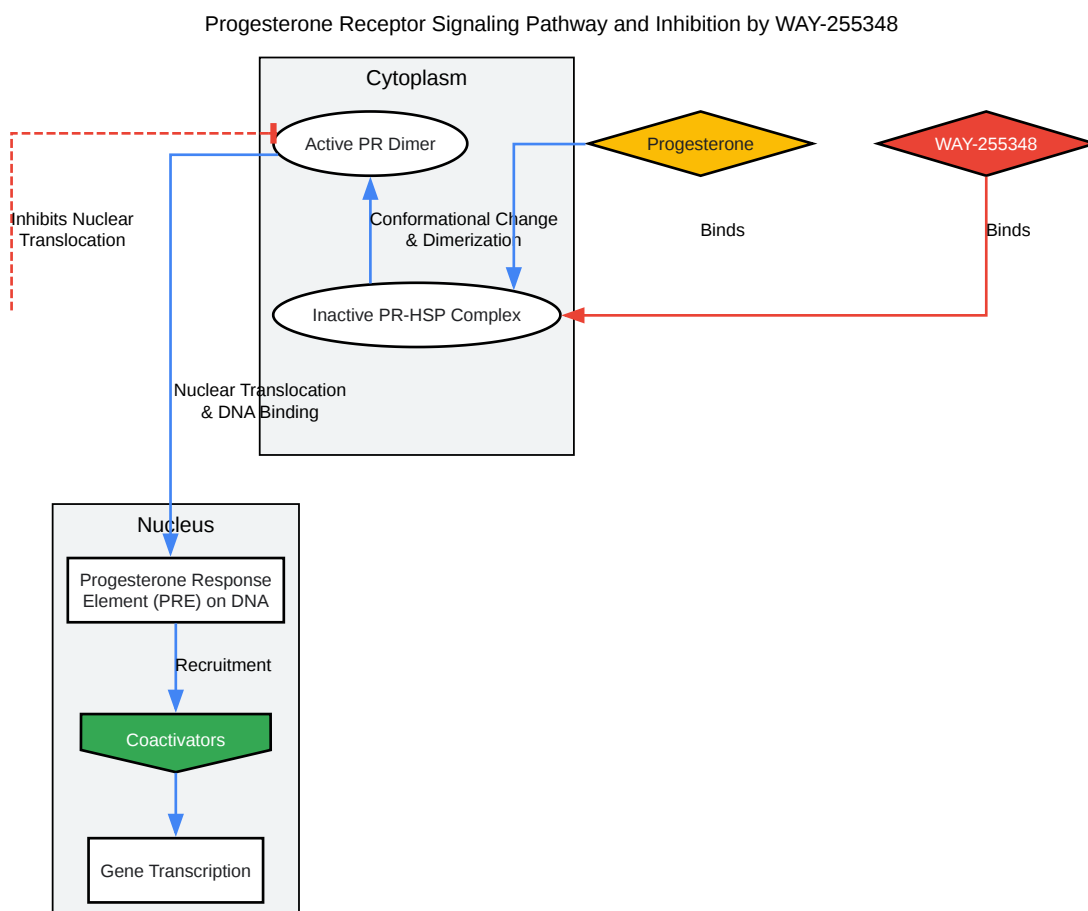 Progesterone Receptor Signaling Pathway and Inhibition by WAY-255348
Cytoplasm
Active PR Dimer
Progesterone
WAY-255348
Inhibits Nuclear
Translocation
Conformational Change
& Dimerization
Binds
Binds
Inactive PR-HSP Complex
Nuclear Translocation
& DNA Binding
Nucleus
Progesterone Response
Element (PRE) on DNA
Recruitment
Coactivators
Gene Transcription